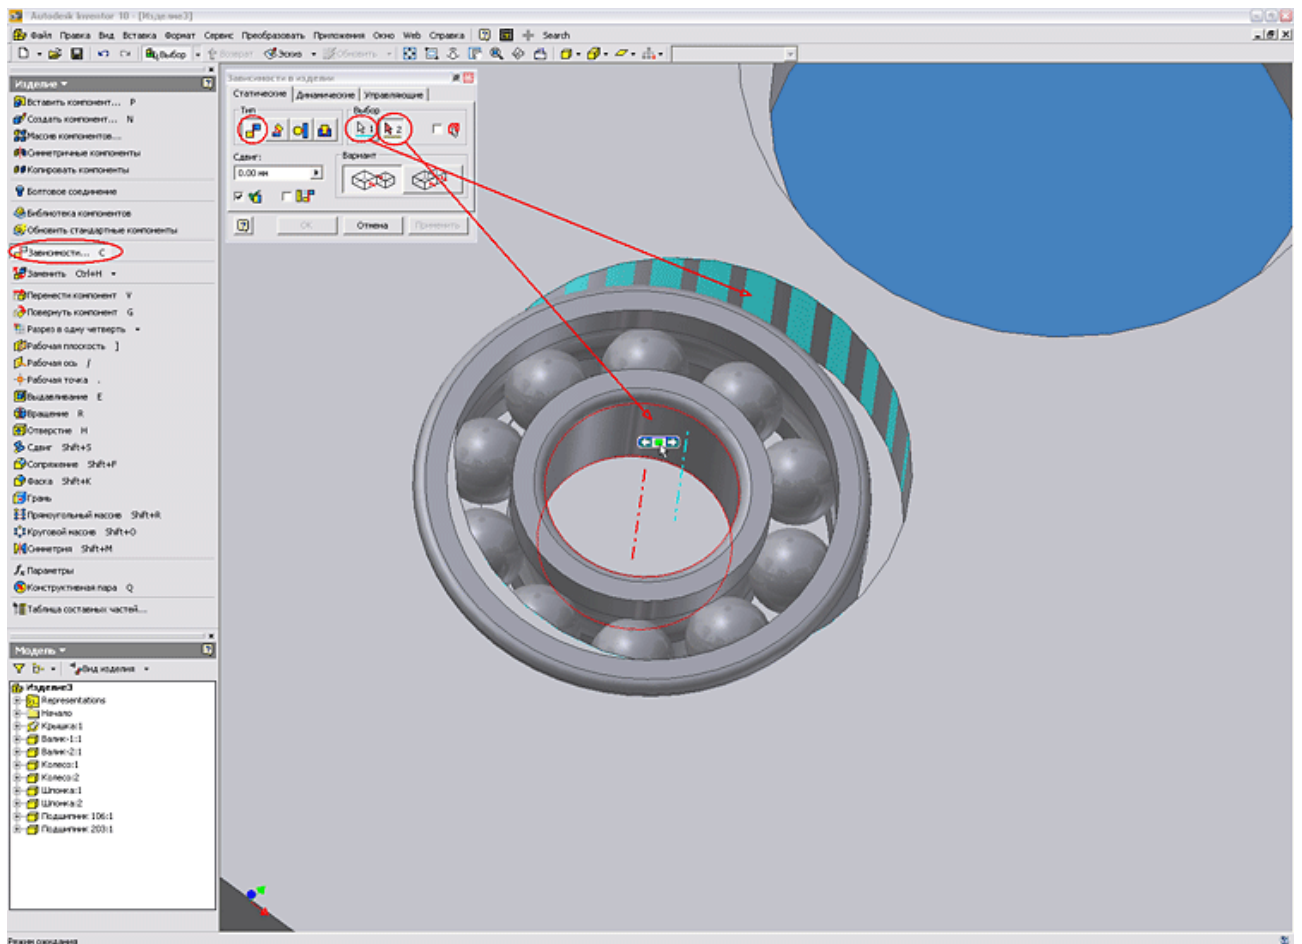 Autodesk Inventor 10 - [Изделие3]
Файл Правка Вид Вставка Формат Сервис Преобразовать Приложения Окно Web Справка Search
Выбор Возврат Эскиз Обновить
Изделие
Вставить компонент... P
Создать компонент... N
Массив компонентов...
Симметричные компоненты
Копировать компоненты
Болтовое соединение
Библиотека компонентов
Обновить стандартные компоненты
Зависимости... C
Заменить Ctrl+H
Перенести компонент V
Повернуть компонент G
Разрез в одну четверть
Рабочая плоскость ]
Рабочая ось /
Рабочая точка .
Выдавливание E
Вращение R
Отверстие H
Сдвиг Shift+S
Сопряжение Shift+F
Фаска Shift+K
Грань
Прямоугольный массив Shift+R
Круговой массив Shift+O
Симметрия Shift+M
fx Параметры
Конструктивная пара Q
Таблица составных частей...
Модель
Вид изделия
Изделие3
Representations
Начало
Крышка:1
Валик-1:1
Валик-2:1
Колесо:1
Колесо:2
Шпонка:1
Шпонка:2
Подшипник 106:1
Подшипник 203:1
Зависимости в изделии
Статические Динамические Управляющие
Тип Выбор
1 2
Сдвиг: Вариант
0.00 мм
ОК Отмена Применить
Режим ожидания